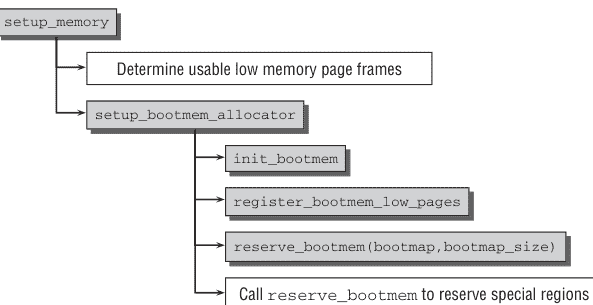 setup_memory
Determine usable low memory page frames
setup_bootmem_allocator
init_bootmem
register_bootmem_low_pages
reserve_bootmem(bootmap,bootmap_size)
Call reserve_bootmem to reserve special regions